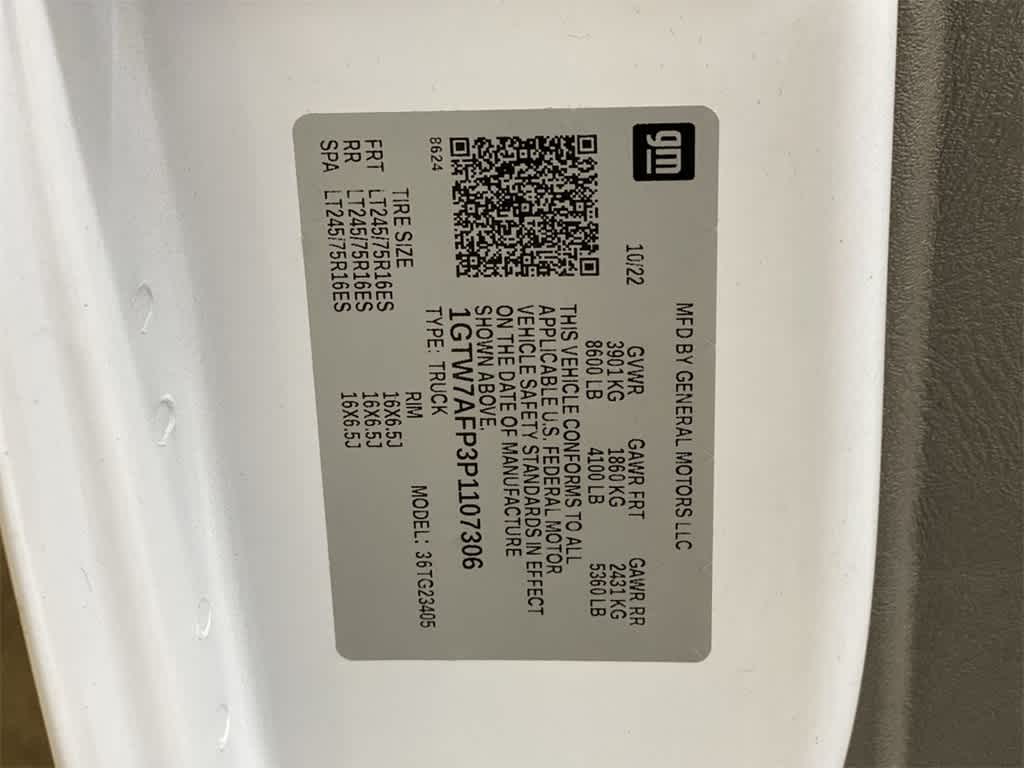 gm
MFD BY GENERAL MOTORS LLC
10/22
GVWR GAWR FRT GAWR RR
3901 KG 1860 KG 2431 KG
8600 LB 4100 LB 5360 LB
THIS VEHICLE CONFORMS TO ALL
APPLICABLE U.S. FEDERAL MOTOR
VEHICLE SAFETY STANDARDS IN EFFECT
ON THE DATE OF MANUFACTURE
SHOWN ABOVE.
1GTW7AFP3P1107306
8624
TYPE: TRUCK MODEL: 36TG23405
TIRE SIZE RIM
FRT LT245/75R16ES 16X6.5J
RR LT245/75R16ES 16X6.5J
SPA LT245/75R16ES 16X6.5J